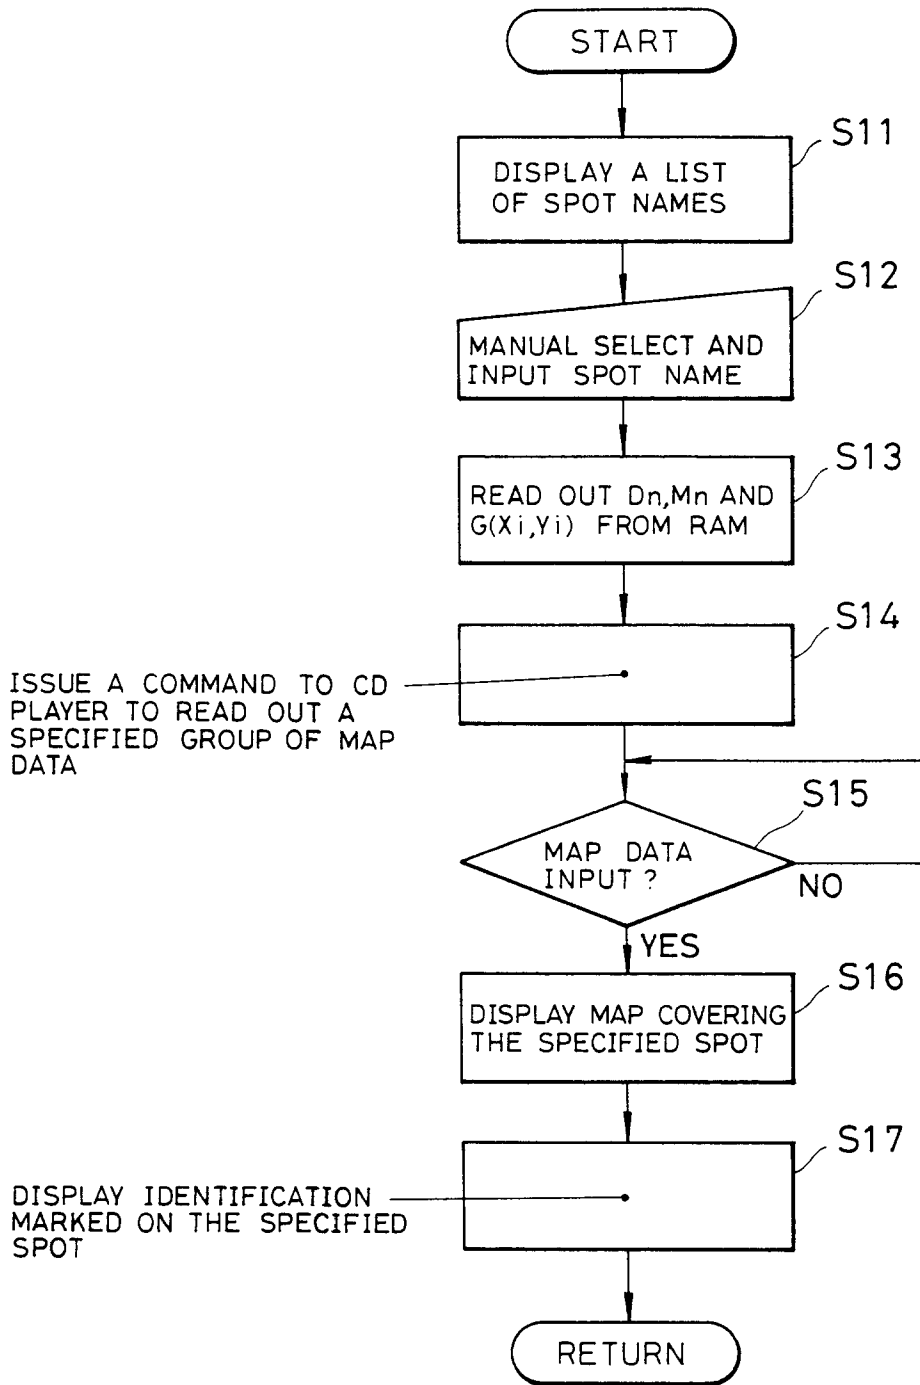 START
S11
DISPLAY A LIST
OF SPOT NAMES
S12
MANUAL SELECT AND
INPUT SPOT NAME
S13
READ OUT Dn,Mn AND
G(Xi,Yi) FROM RAM
S14
ISSUE A COMMAND TO CD
PLAYER TO READ OUT A
SPECIFIED GROUP OF MAP
DATA
S15
MAP DATA
INPUT?
NO
YES
S16
DISPLAY MAP COVERING
THE SPECIFIED SPOT
S17
DISPLAY IDENTIFICATION
MARKED ON THE SPECIFIED
SPOT
RETURN